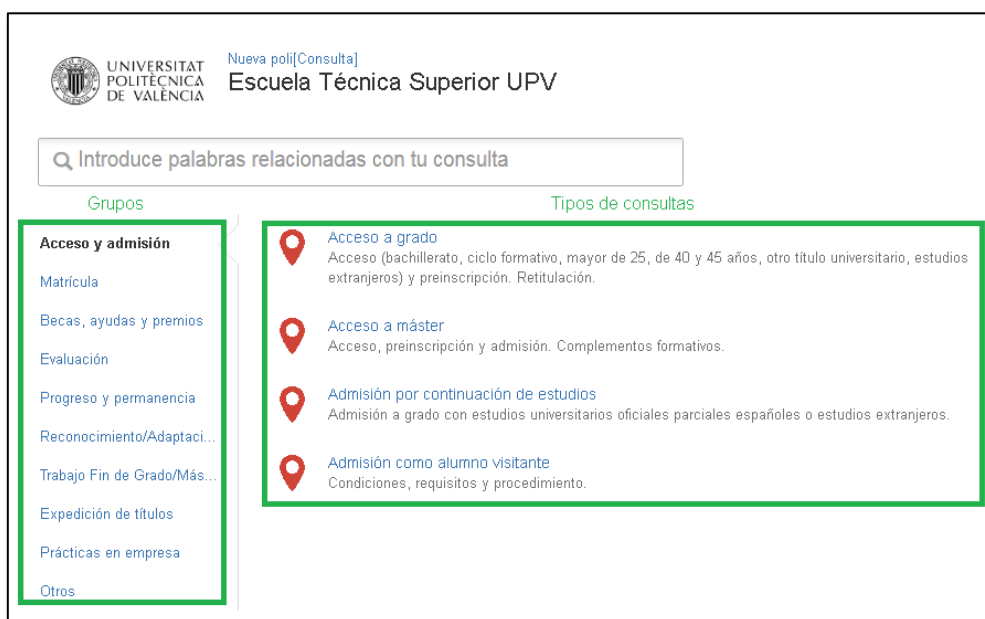 UNIVERSITAT
POLITÈCNICA
DE VALÈNCIA
Nueva poli[Consulta]
Escuela Técnica Superior UPV
Introduce palabras relacionadas con tu consulta
Grupos
Tipos de consultas
Acceso y admisión
Matrícula
Becas, ayudas y premios
Evaluación
Progreso y permanencia
Reconocimiento/Adaptaci...
Trabajo Fin de Grado/Más...
Expedición de títulos
Prácticas en empresa
Otros
Acceso a grado
Acceso (bachillerato, ciclo formativo, mayor de 25, de 40 y 45 años, otro título universitario, estudios
extranjeros) y preinscripción. Retitulación.
Acceso a máster
Acceso, preinscripción y admisión. Complementos formativos.
Admisión por continuación de estudios
Admisión a grado con estudios universitarios oficiales parciales españoles o estudios extranjeros.
Admisión como alumno visitante
Condiciones, requisitos y procedimiento.